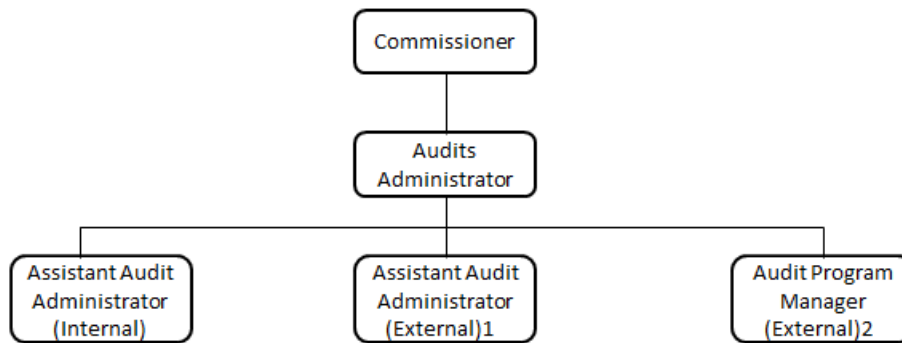 Commissioner
Audits
Administrator
Assistant Audit
Administrator
(Internal)
Assistant Audit
Administrator
(External)1
Audit Program
Manager
(External)2